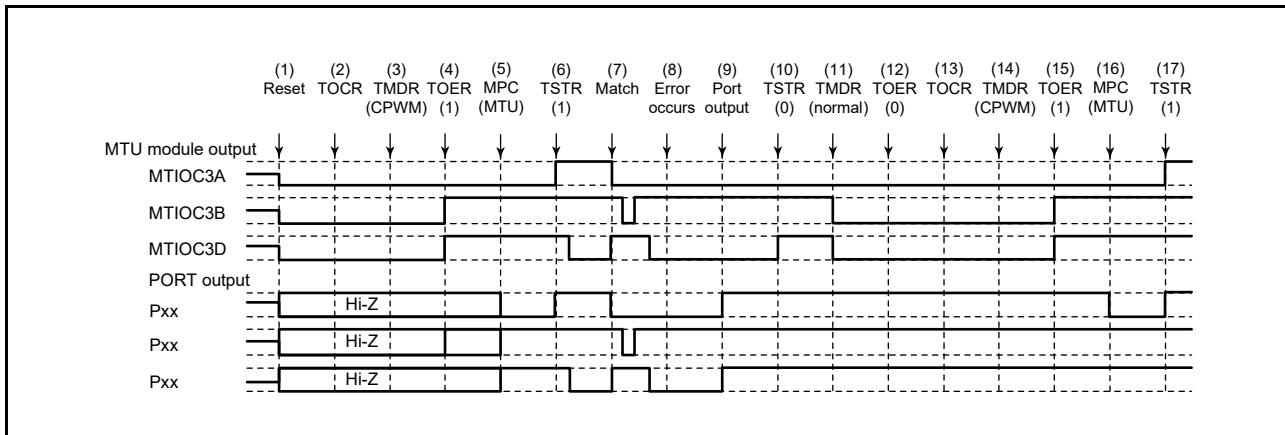 (1) (2) (3) (4) (5) (6) (7) (8) (9) (10) (11) (12) (13) (14) (15) (16) (17)
Reset TOCR TMDR TOER MPC TSTR Match Error Port TSTR TMDR TOER TOCR TMDR TOER MPC TSTR
(CPWM) (1) (MTU) (1) occurs output (0) (normal) (0) (CPWM) (1) (MTU) (1)
MTU module output
MTIOC3A
MTIOC3B
MTIOC3D
PORT output
Pxx Hi-Z
Pxx Hi-Z
Pxx Hi-Z